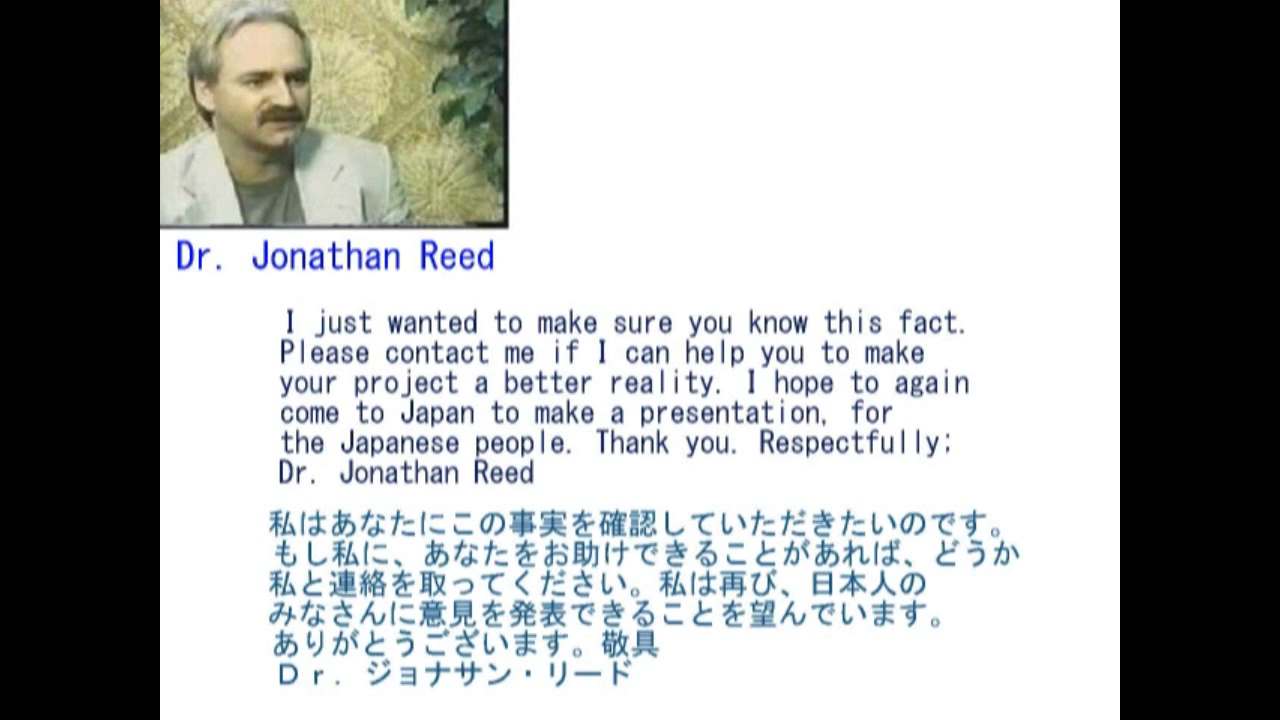 Dr. Jonathan Reed
I just wanted to make sure you know this fact.
Please contact me if I can help you to make
your project a better reality. I hope to again
come to Japan to make a presentation, for
the Japanese people. Thank you. Respectfully;
Dr. Jonathan Reed
私はあなたにこの事実を確認していただきたいのです。
もし私に、あなたをお助けできることがあれば、どうか
私と連絡を取ってください。私は再び、日本人の
みなさんに意見を発表できることを望んでいます。
ありがとうございます。敬具
Ｄｒ．ジョナサン・リード